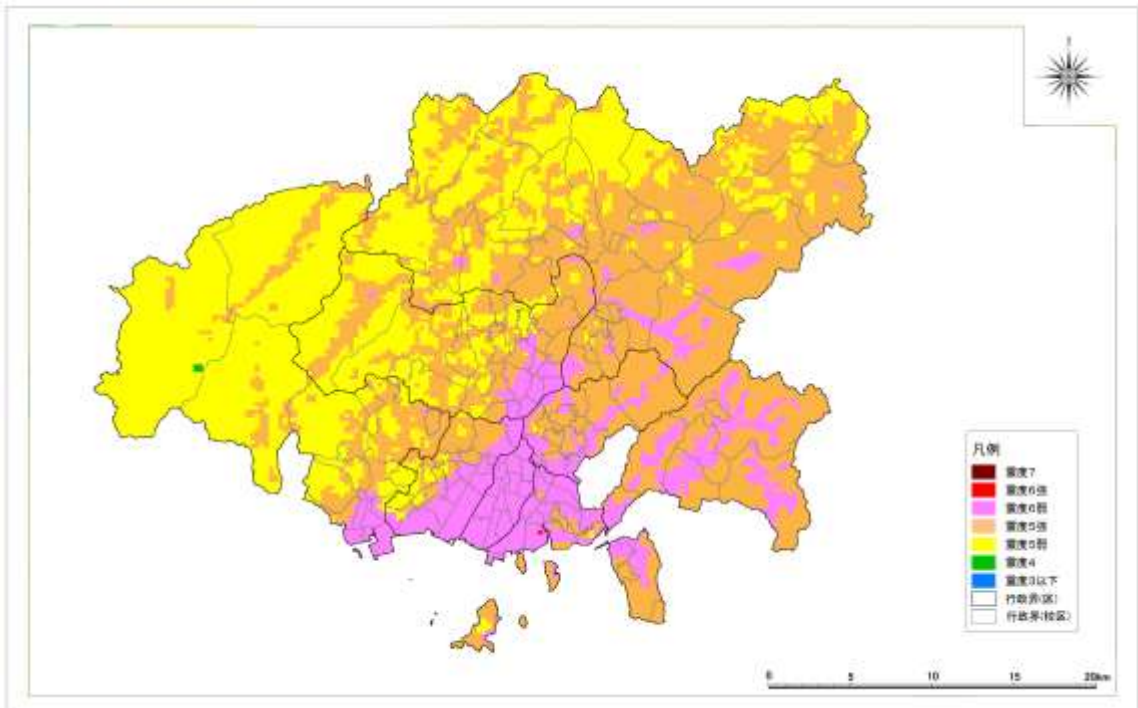 凡例
震度7
震度6強
震度6弱
震度5強
震度5弱
震度4
震度3以下
行政界(区)
行政界(校区)
0 5 10 15 20km